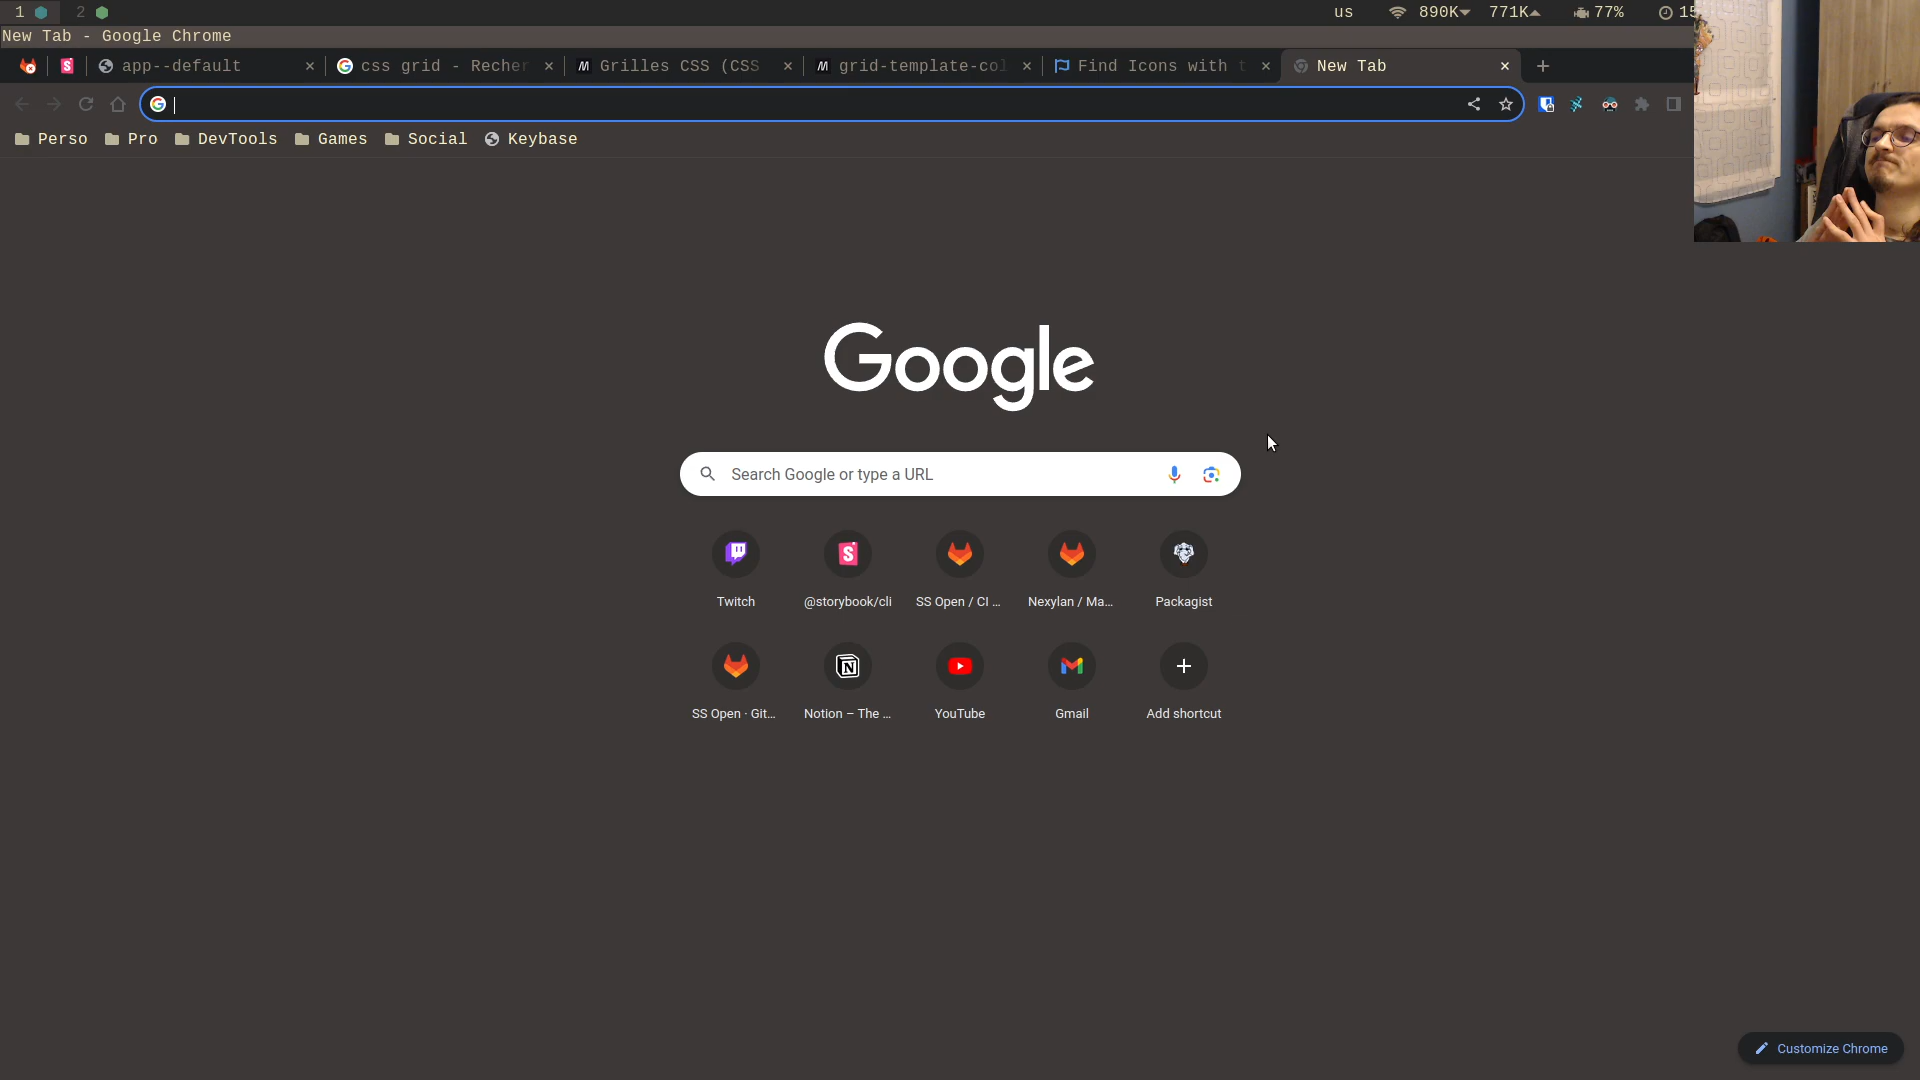 1 2 us 890K 771K 77% 15
New Tab - Google Chrome
app--default css grid - Recher Grilles CSS (CSS grid-template-col Find Icons with t New Tab
Perso Pro DevTools Games Social Keybase
Google
Search Google or type a URL
Twitch @storybook/cli SS Open / CI ... Nexylan / Ma... Packagist
SS Open · Git... Notion – The ... YouTube Gmail Add shortcut
Customize Chrome